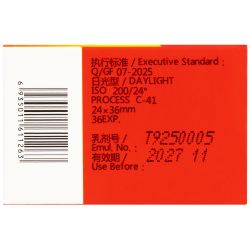 执行标准 / Executive Standard :
Q/GF 07-2025
日光型 / DAYLIGHT
ISO 200/24°
PROCESS C-41
24×36mm
36EXP.
乳剂号 /
Emul. No. : T9250005
有效期 / 2027 11
Use Before :
6935011611263